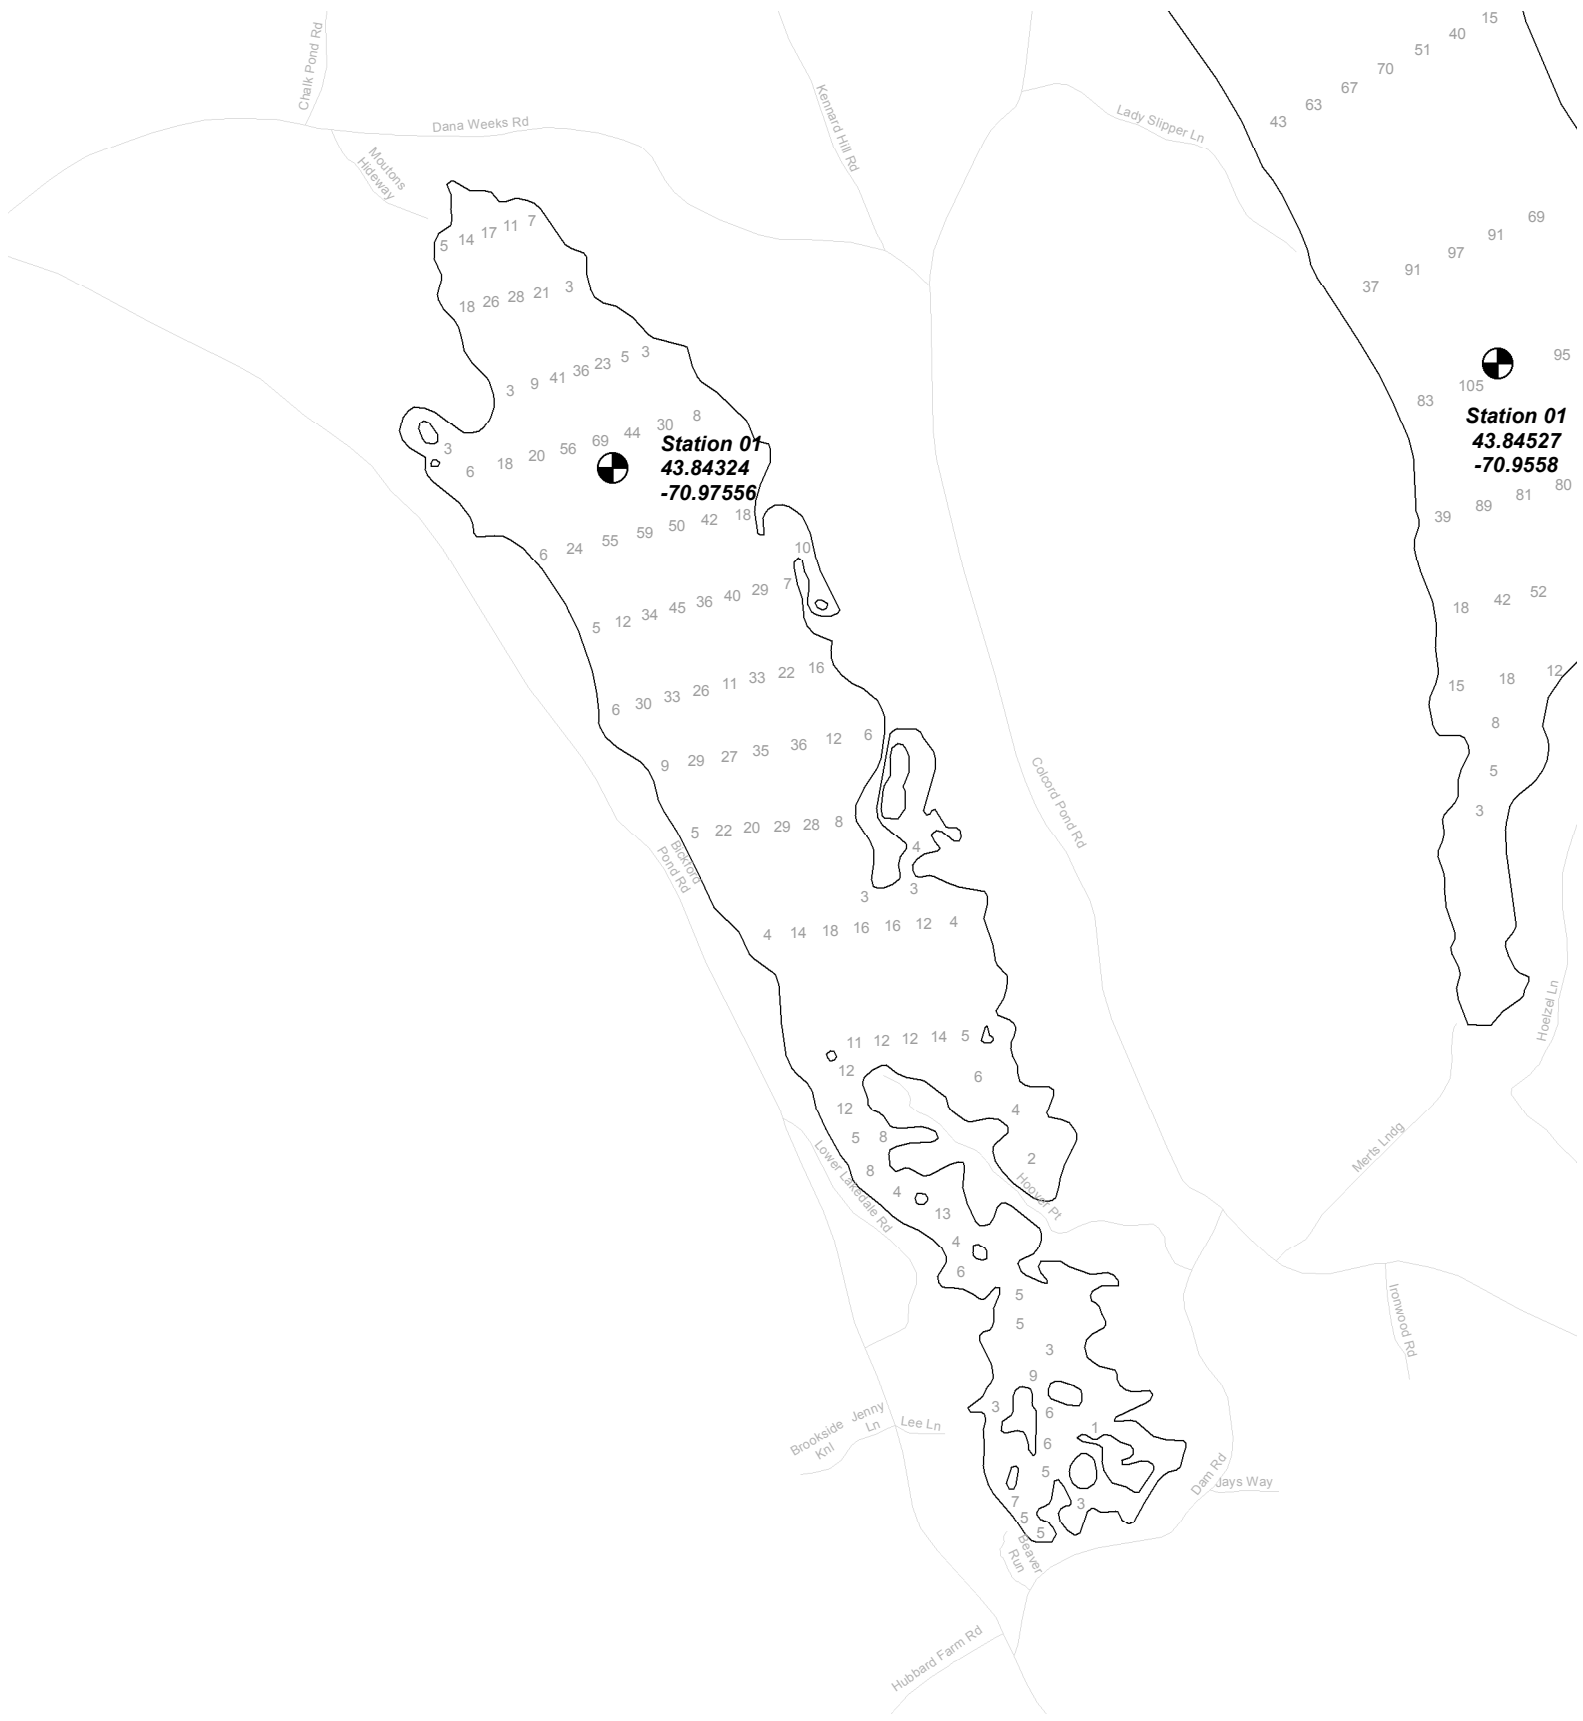 15
40
51
70
67
63
43
Chalk Pond Rd
Dana Weeks Rd
Kennard Hill Rd
Lady Slipper Ln
Moutons
Hideway
5 14 17 11 7
69
91
97
91
37
18 26 28 21 3
3 9 41 36 23 5 3
95
105
83
Station 01
43.84527
-70.9558
3
6 18 20 56 69 44 30 8
Station 01
43.84324
-70.97556
39 89 81 80
6 24 55 59 50 42 18
10
5 12 34 45 36 40 29 7
18 42 52
6 30 33 26 11 33 22 16
15 18 12
8
5
3
9 29 27 35 36 12 6
Colcord Pond Rd
5 22 20 29 28 8
4
Bickford
Pond Rd
3 3
4 14 18 16 16 12 4
Hoelzel Ln
11 12 12 14 5
12
6
12
4
5 8
2
8
4
13
4
6
Lower Lakedale Rd
Hoover Pt
Merts Lndg
5
5
3
9
3
6
1
6
5
7
3
5
5
Ironwood Rd
Brookside
Knl
Jenny
Ln
Lee Ln
Dam Rd
Jays Way
Beaver
Run
Hubbard Farm Rd